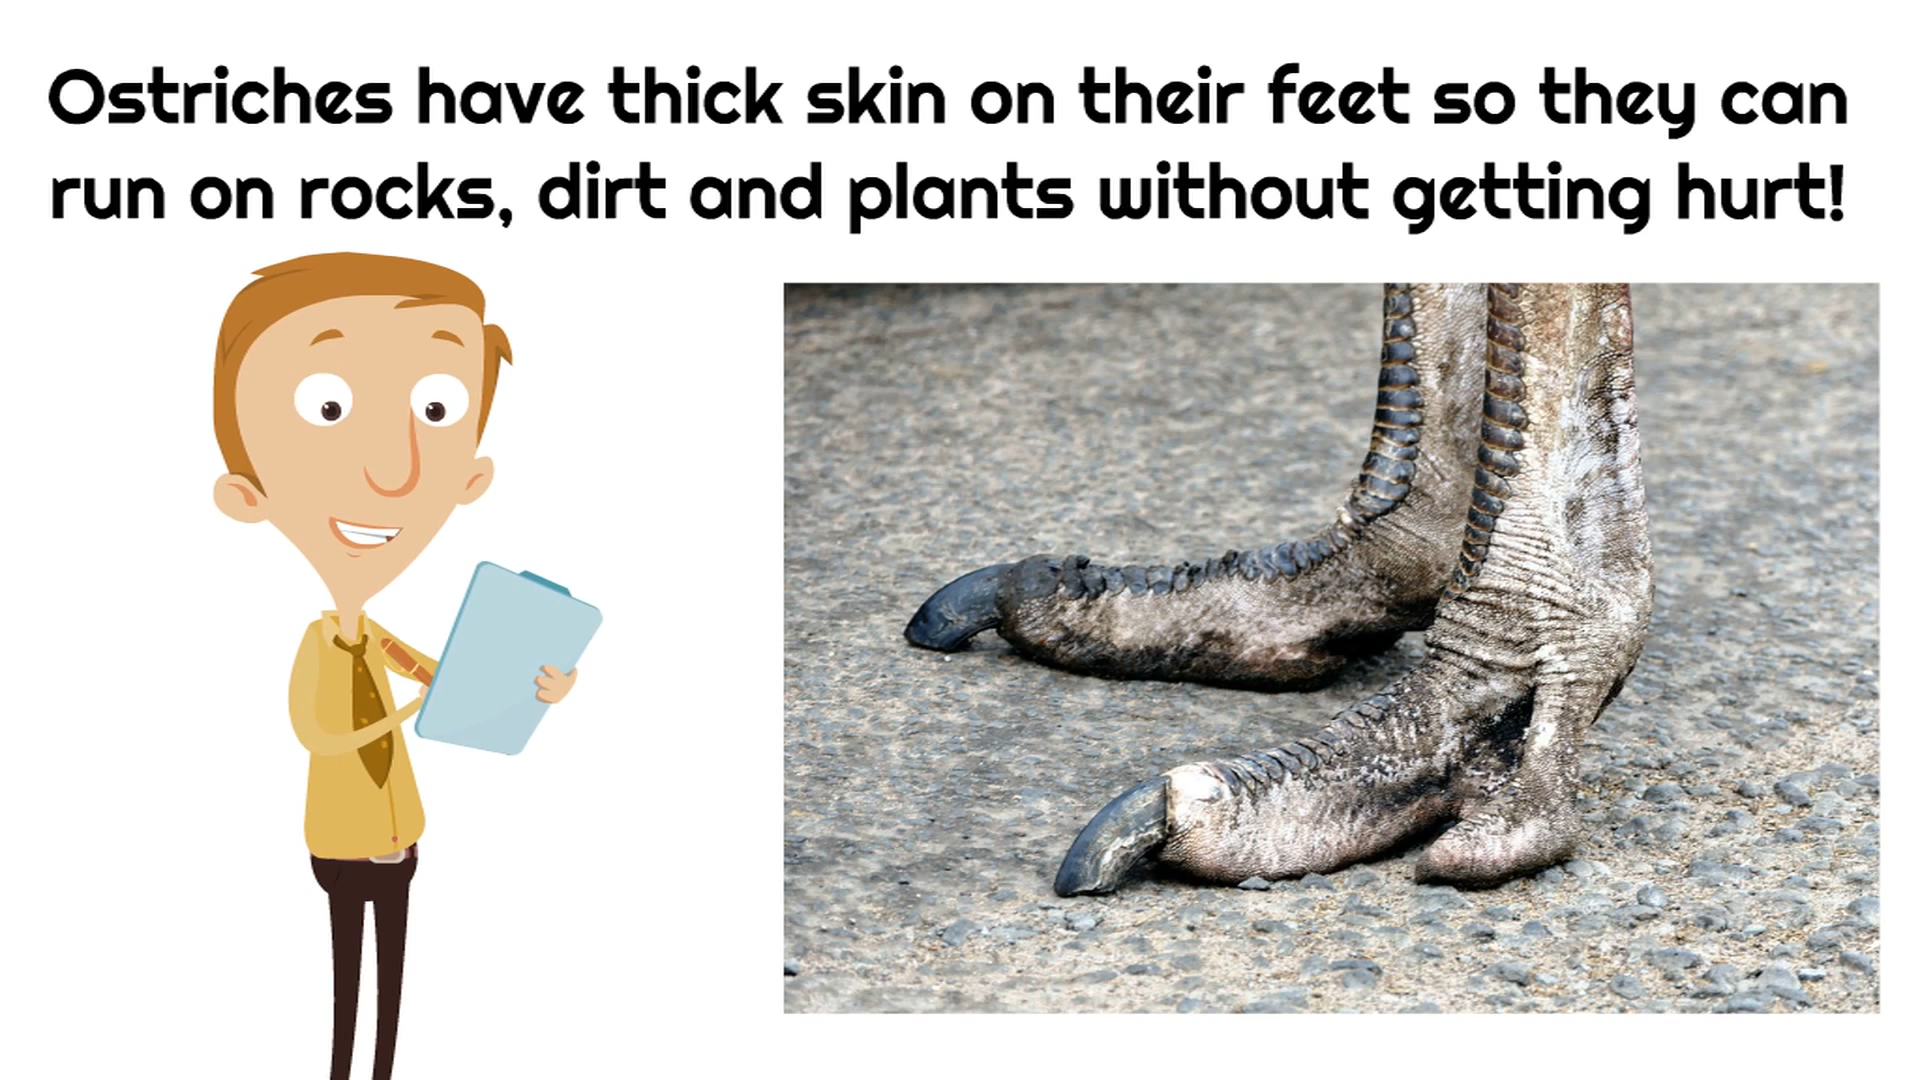 Ostriches have thick skin on their feet so they can
run on rocks, dirt and plants without getting hurt!